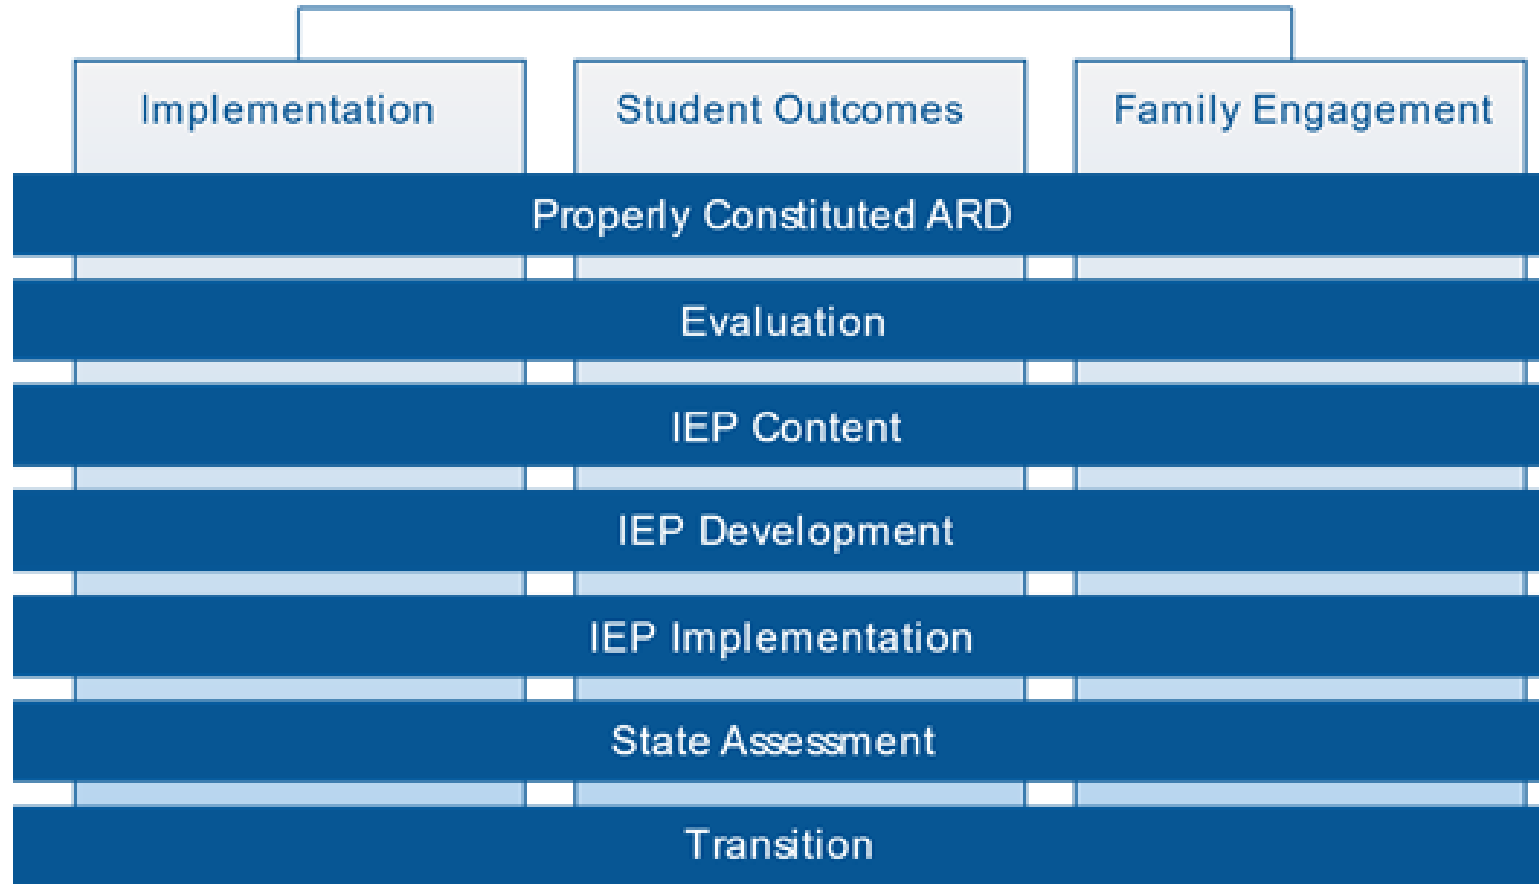 Implementation
Student Outcomes
Family Engagement
Properly Constituted ARD
Evaluation
IEP Content
IEP Development
IEP Implementation
State Assessment
Transition